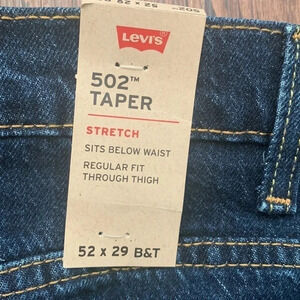 Levi's
502™
TAPER
STRETCH
SITS BELOW WAIST
REGULAR FIT
THROUGH THIGH
52 x 29 B&T